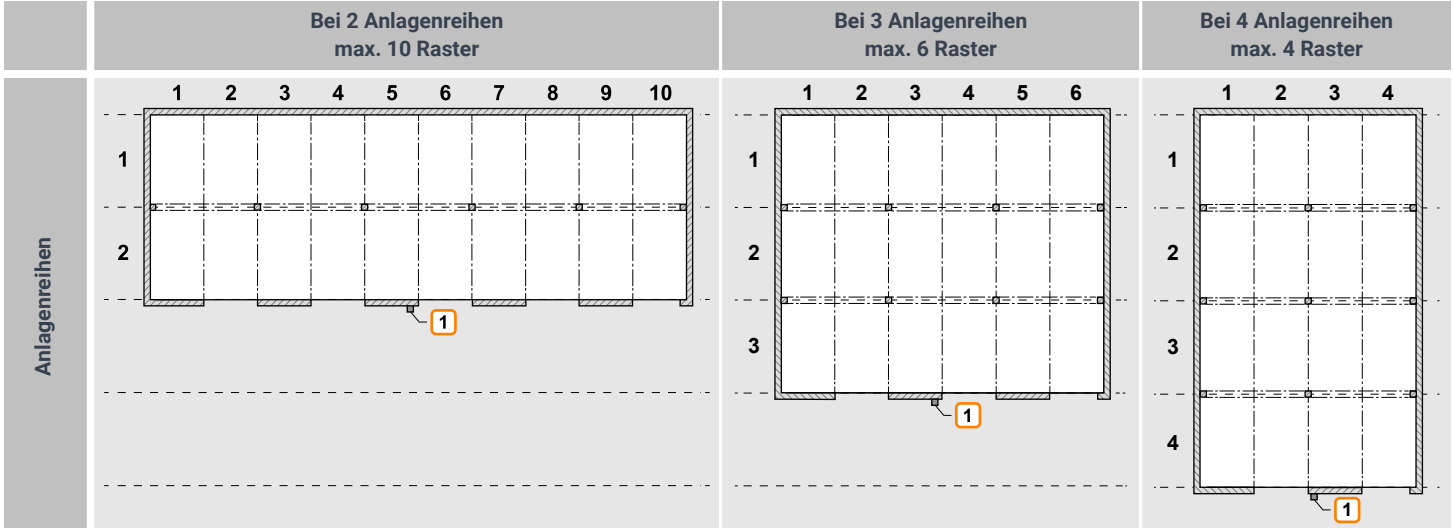 Bei 2 Anlagenreihen
max. 10 Raster
Bei 3 Anlagenreihen
max. 6 Raster
Bei 4 Anlagenreihen
max. 4 Raster
Anlagenreihen
1 2 3 4 5 6 7 8 9 10
1
2
1
1 2 3 4 5 6
1
2
3
1
1 2 3 4
1
2
3
4
1